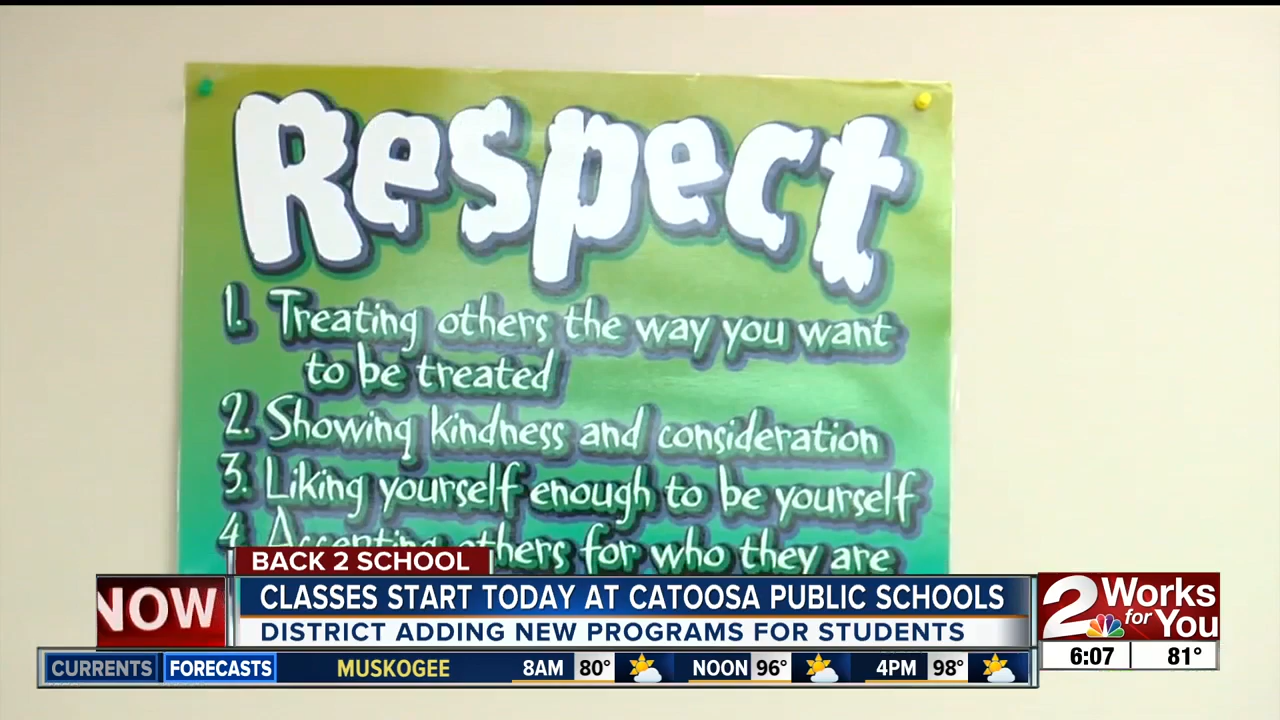 Respect
1. Treating others the way you want
to be treated
2. Showing kindness and consideration
3. Liking yourself enough to be yourself
4. Accepting others for who they are
BACK 2 SCHOOL
NOW
CLASSES START TODAY AT CATOOSA PUBLIC SCHOOLS
DISTRICT ADDING NEW PROGRAMS FOR STUDENTS
2 Works for You
6:07 81°
CURRENTS FORECASTS MUSKOGEE 8AM 80° NOON 96° 4PM 98°